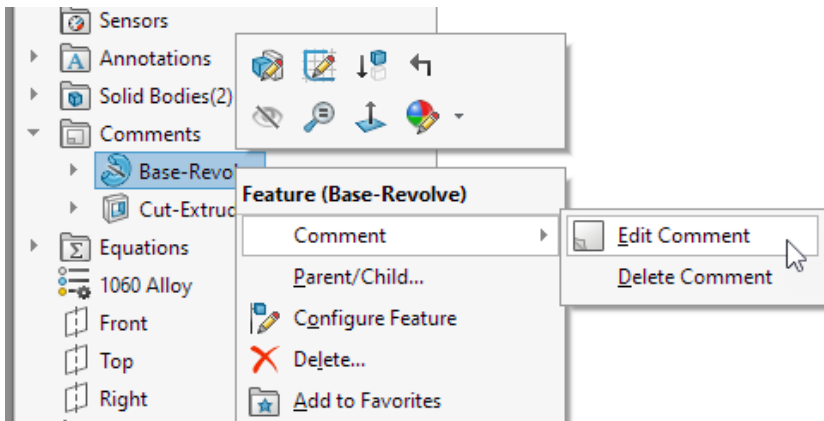 Sensors
Annotations
Solid Bodies(2)
Comments
Base-Revol
Cut-Extrud
Equations
1060 Alloy
Front
Top
Right
Feature (Base-Revolve)
Comment
Parent/Child...
Configure Feature
Delete...
Add to Favorites
Edit Comment
Delete Comment